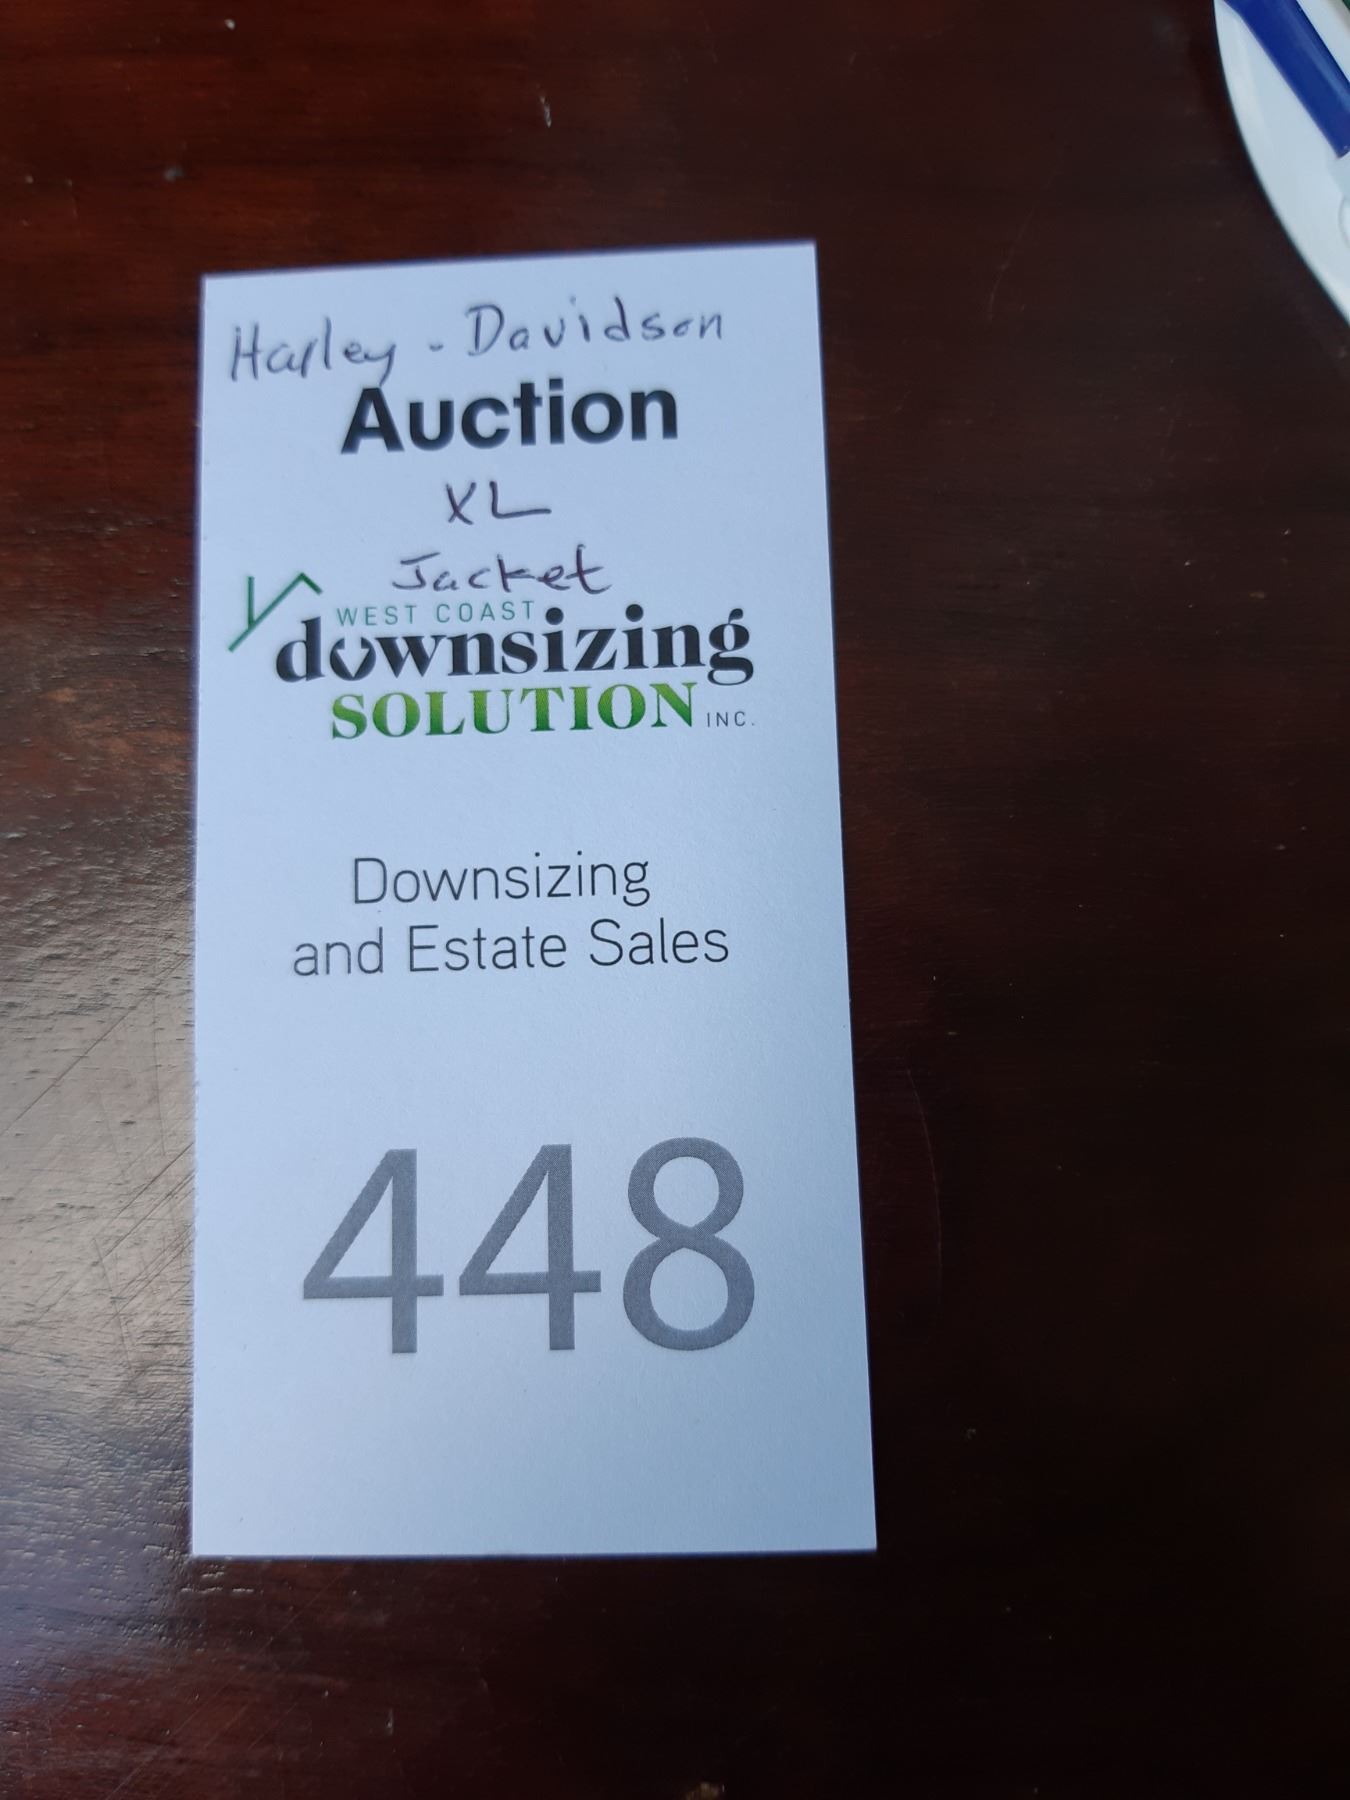 Harley-Davidson
Auction
XL
Jacket
WEST COAST
downsizing
SOLUTION INC.
Downsizing
and Estate Sales
448